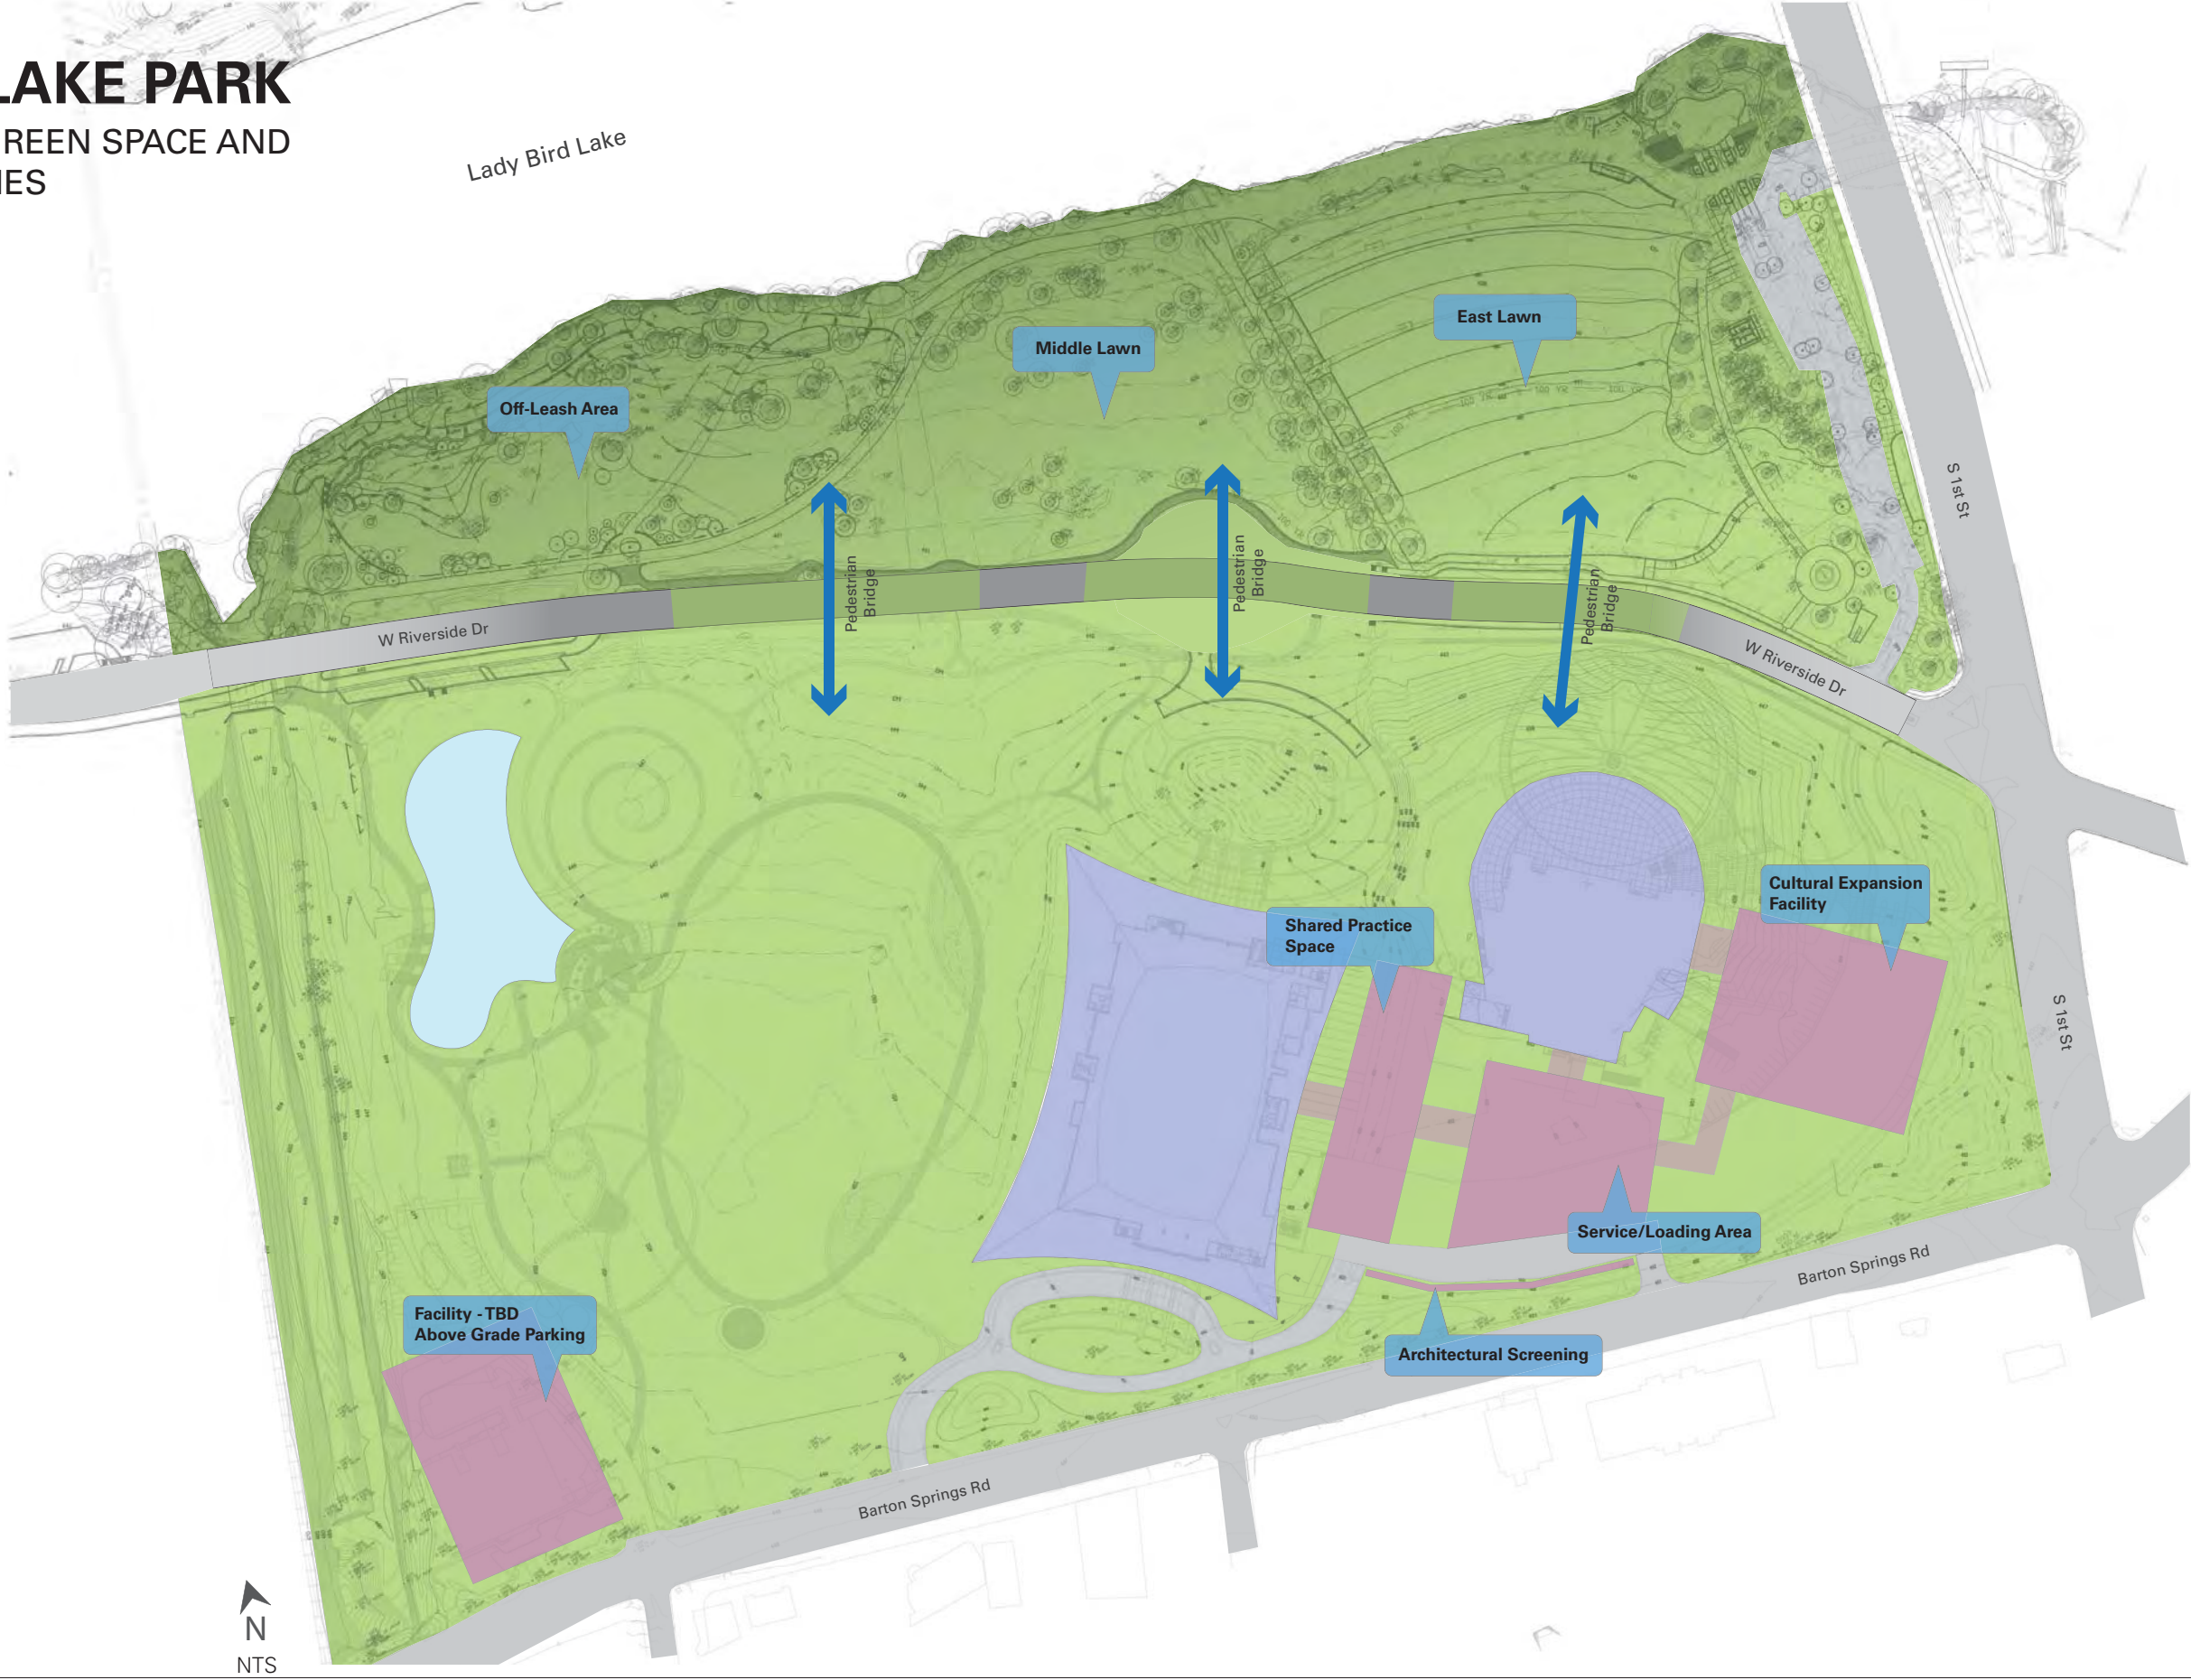 LAKE PARK
REEN SPACE AND
IES
Lady Bird Lake
East Lawn
Middle Lawn
Off-Leash Area
S 1st St
Pedestrian
Bridge
Pedestrian
Bridge
Pedestrian
Bridge
W Riverside Dr
W Riverside Dr
Cultural Expansion
Facility
Shared Practice
Space
S 1st St
Service/Loading Area
Barton Springs Rd
Facility - TBD
Above Grade Parking
Architectural Screening
Barton Springs Rd
N
NTS